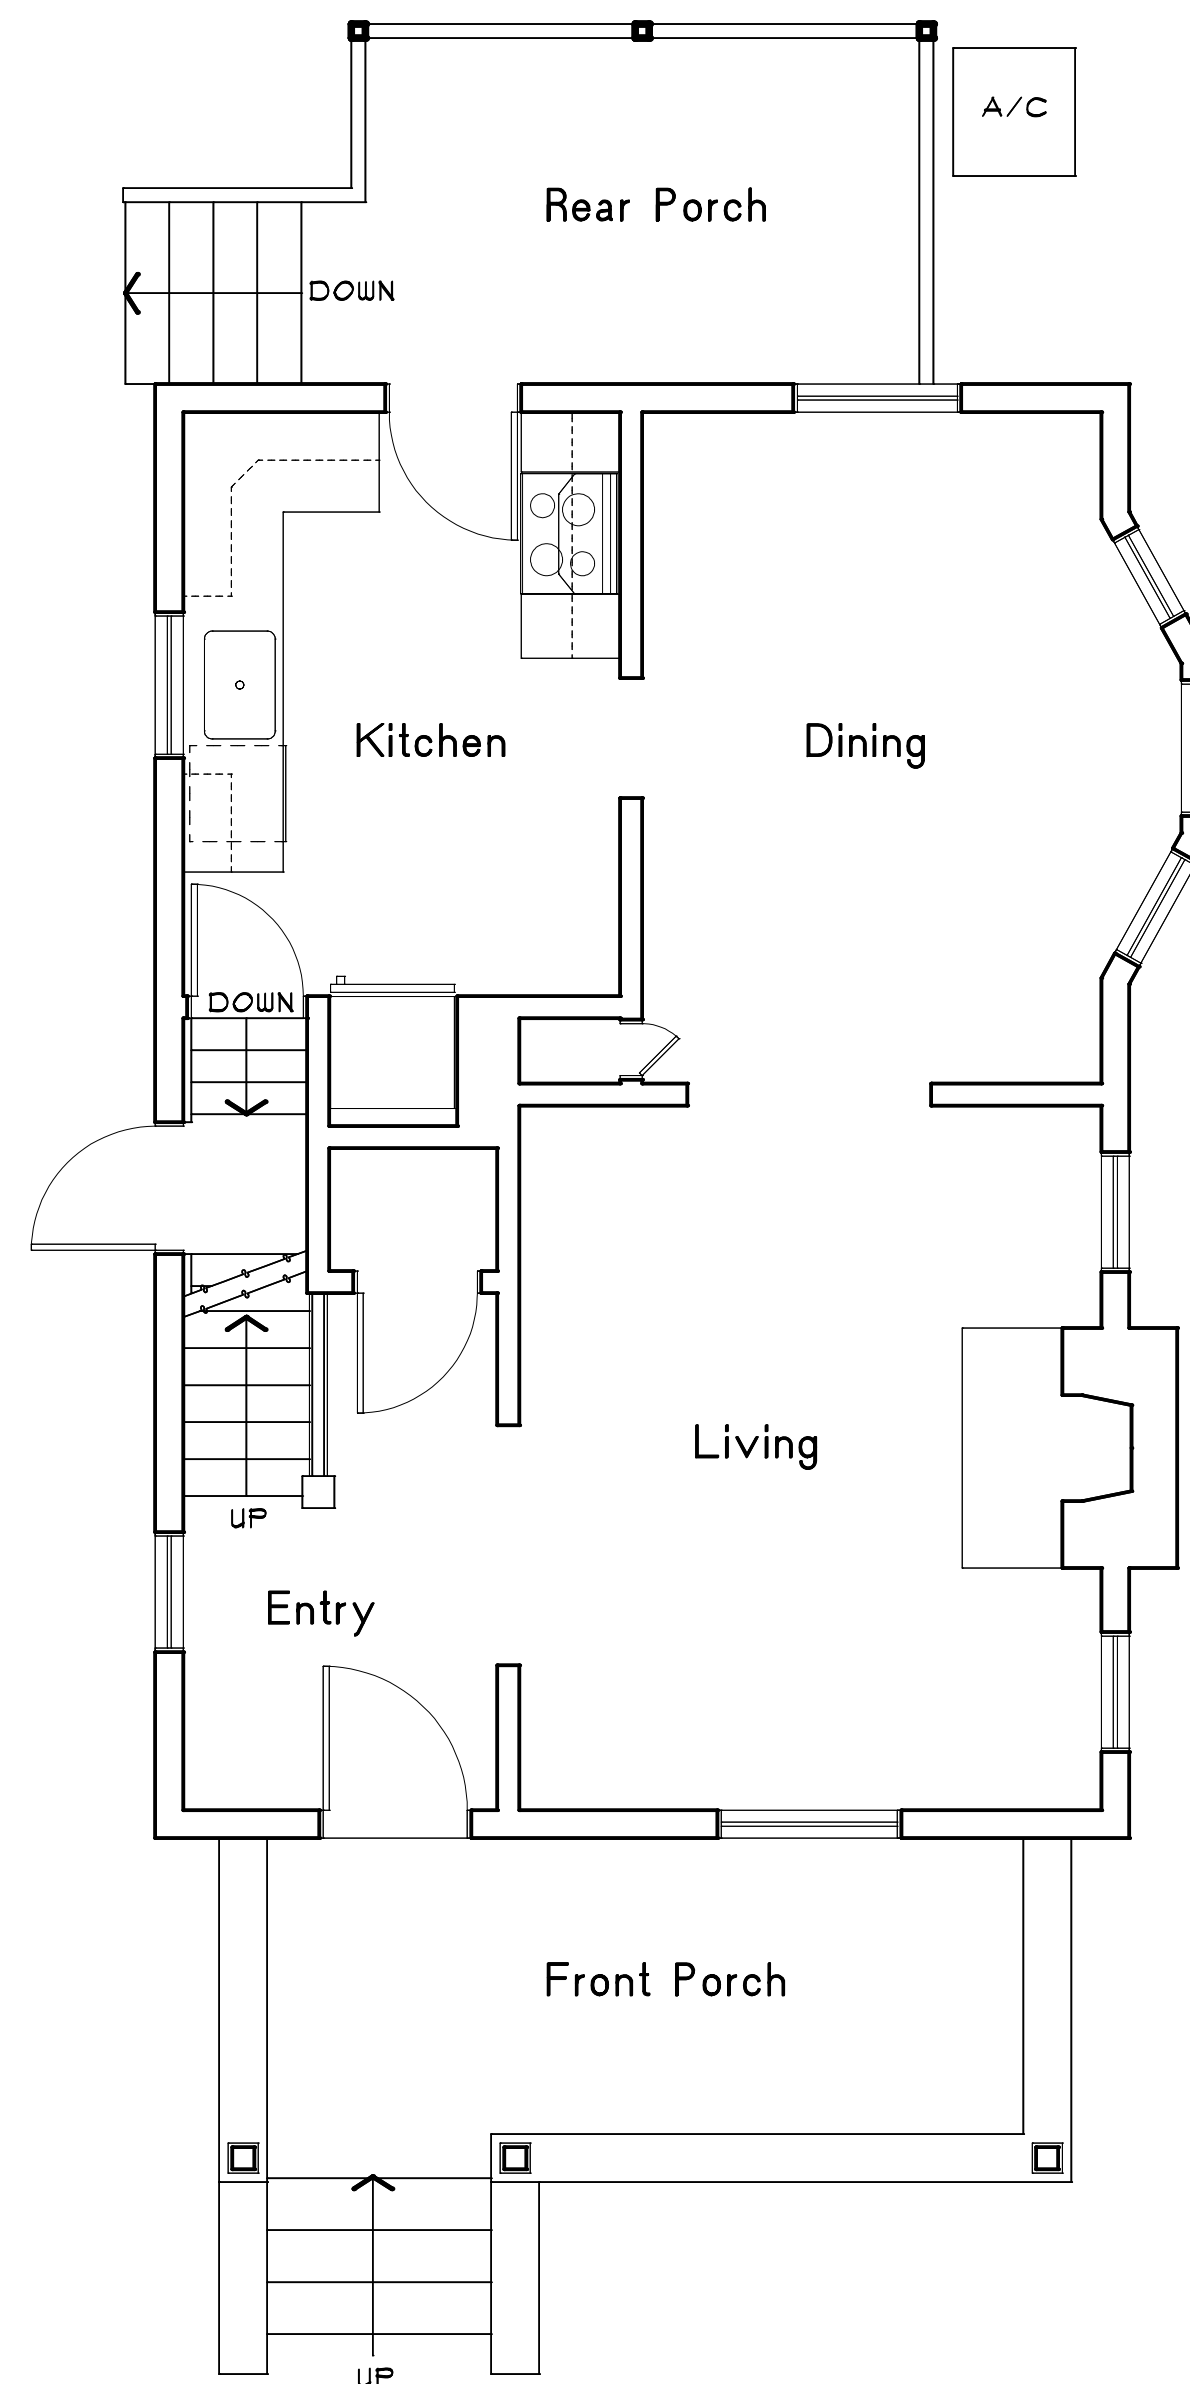 A/C
Rear Porch
DOWN
Kitchen
Dining
DOWN
Living
UP
Entry
Front Porch
UP